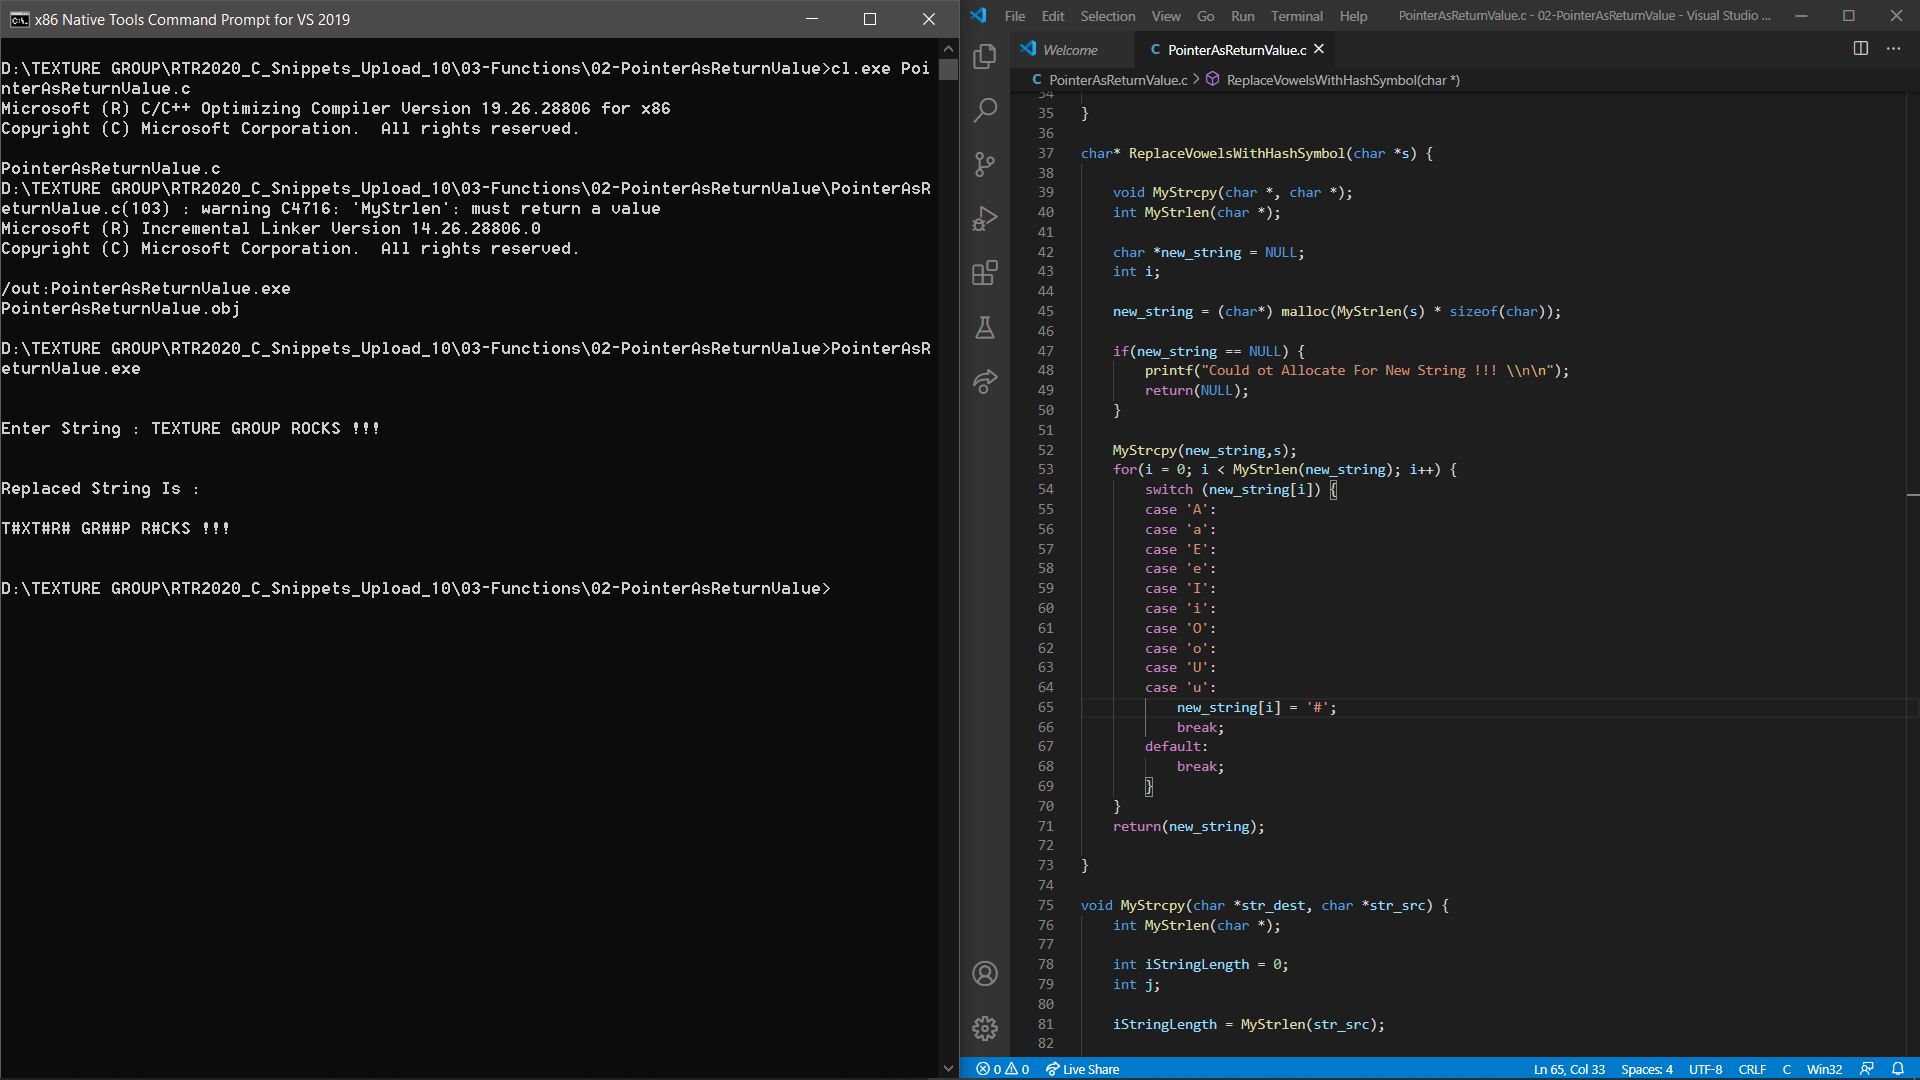 x86 Native Tools Command Prompt for VS 2019
D:\TEXTURE GROUP\RTR2020_C_Snippets_Upload_10\03-Functions\02-PointerAsReturnValue>cl.exe Poi
nterAsReturnValue.c
Microsoft (R) C/C++ Optimizing Compiler Version 19.26.28806 for x86
Copyright (C) Microsoft Corporation.  All rights reserved.
PointerAsReturnValue.c
D:\TEXTURE GROUP\RTR2020_C_Snippets_Upload_10\03-Functions\02-PointerAsReturnValue\PointerAsR
eturnValue.c(103) : warning C4716: 'MyStrlen': must return a value
Microsoft (R) Incremental Linker Version 14.26.28806.0
Copyright (C) Microsoft Corporation.  All rights reserved.
/out:PointerAsReturnValue.exe
PointerAsReturnValue.obj
D:\TEXTURE GROUP\RTR2020_C_Snippets_Upload_10\03-Functions\02-PointerAsReturnValue>PointerAsR
eturnValue.exe
Enter String : TEXTURE GROUP ROCKS !!!
Replaced String Is :
T#XT#R# GR##P R#CKS !!!
D:\TEXTURE GROUP\RTR2020_C_Snippets_Upload_10\03-Functions\02-PointerAsReturnValue>
File Edit Selection View Go Run Terminal Help PointerAsReturnValue.c - 02-PointerAsReturnValue - Visual Studio ...
Welcome C PointerAsReturnValue.c
C PointerAsReturnValue.c > ReplaceVowelsWithHashSymbol(char *)
34
35 }
36
37 char* ReplaceVowelsWithHashSymbol(char *s) {
38
39     void MyStrcpy(char *, char *);
40     int MyStrlen(char *);
41
42     char *new_string = NULL;
43     int i;
44
45     new_string = (char*) malloc(MyStrlen(s) * sizeof(char));
46
47     if(new_string == NULL) {
48         printf("Could ot Allocate For New String !!! \\n\n");
49         return(NULL);
50     }
51
52     MyStrcpy(new_string,s);
53     for(i = 0; i < MyStrlen(new_string); i++) {
54         switch (new_string[i]) {
55         case 'A':
56         case 'a':
57         case 'E':
58         case 'e':
59         case 'I':
60         case 'i':
61         case 'O':
62         case 'o':
63         case 'U':
64         case 'u':
65             new_string[i] = '#';
66             break;
67         default:
68             break;
69         }
70     }
71     return(new_string);
72
73 }
74
75 void MyStrcpy(char *str_dest, char *str_src) {
76     int MyStrlen(char *);
77
78     int iStringLength = 0;
79     int j;
80
81     iStringLength = MyStrlen(str_src);
82
0 0 Live Share Ln 65, Col 33 Spaces: 4 UTF-8 CRLF C Win32